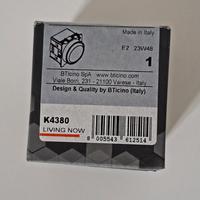 Made in Italy
E2 23W48
1
BTicino SpA www.bticino.com
Viale Borri, 231 - 21100 Varese - Italy
Design & Quality by BTicino (Italy)
K4380
LIVING NOW
8 005543 612514